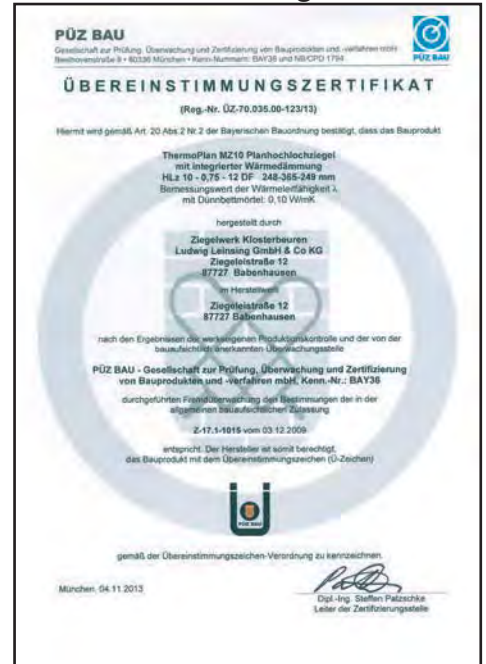 PÜZ BAU
Gesellschaft zur Prüfung, Überwachung und Zertifizierung von Bauprodukten und -verfahren mbH
Beethovenstraße 8 • 80336 München • Kenn-Nummern: BAY36 und NB/CPD 1794
PÜZ BAU
ÜBEREINSTIMMUNGSZERTIFIKAT
(Reg.-Nr. ÜZ-70.035.00-123/13)
Hiermit wird gemäß Art. 20 Abs.2 Nr.2 der Bayerischen Bauordnung bestätigt, dass das Bauprodukt
ThermoPlan MZ10 Planhochlochziegel
mit integrierter Wärmedämmung
HLz 10 - 0,75 - 12 DF 248-365-249 mm
Bemessungswert der Wärmeleitfähigkeit λ
mit Dünnbettmörtel: 0,10 W/mK
hergestellt durch
Ziegelwerk Klosterbeuren
Ludwig Leinsing GmbH & Co KG
Ziegeleistraße 12
87727 Babenhausen
im Herstellwerk
Ziegeleistraße 12
87727 Babenhausen
nach den Ergebnissen der werkseigenen Produktionskontrolle und der von der
bauaufsichtlich anerkannten Überwachungsstelle
PÜZ BAU - Gesellschaft zur Prüfung, Überwachung und Zertifizierung
von Bauprodukten und -verfahren mbH, Kenn.-Nr.: BAY36
durchgeführten Fremdüberwachung den Bestimmungen der in der
allgemeinen bauaufsichtlichen Zulassung
Z-17.1-1015 vom 03.12.2009
entspricht. Der Hersteller ist somit berechtigt,
das Bauprodukt mit dem Übereinstimmungszeichen (Ü-Zeichen)
PÜZ BAU
gemäß der Übereinstimmungszeichen-Verordnung zu kennzeichnen.
München, 04.11.2013
Dipl.-Ing. Steffen Patzschke
Leiter der Zertifizierungsstelle